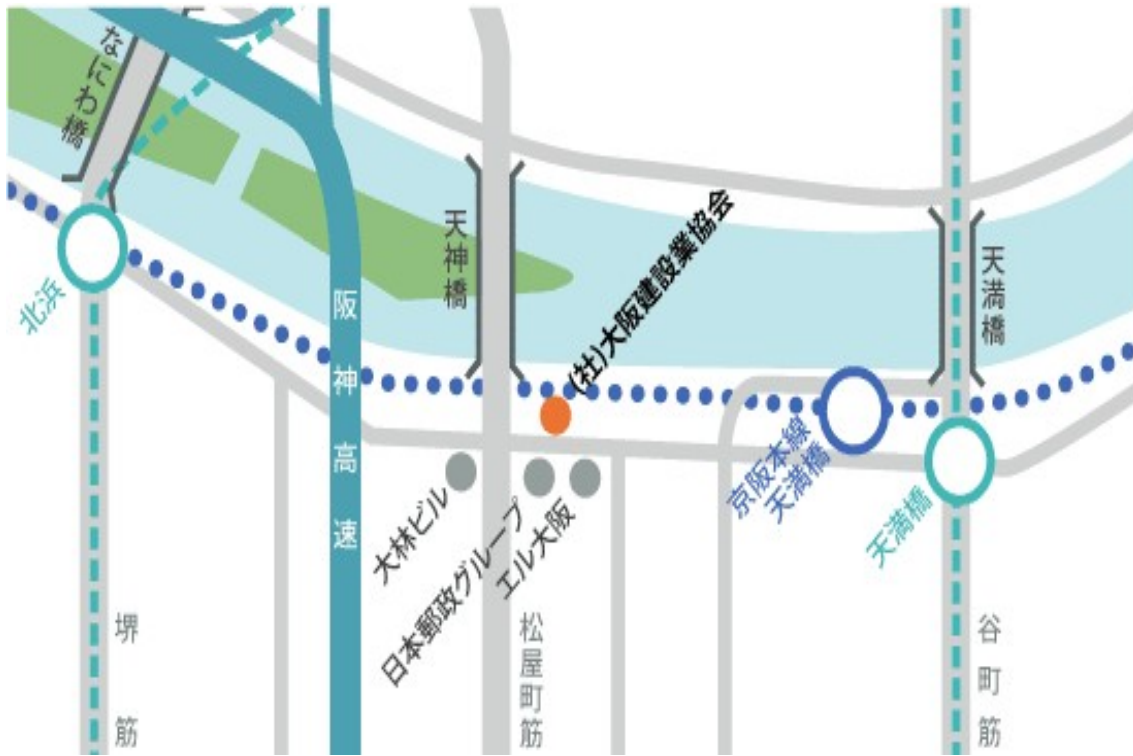 なにわ橋
天神橋
(社)大阪建設業協会
天満橋
北浜
阪神高速
京阪本線
天満橋
天満橋
大林ビル
日本郵政グループ
エル大阪
堺筋
松屋町筋
谷町筋